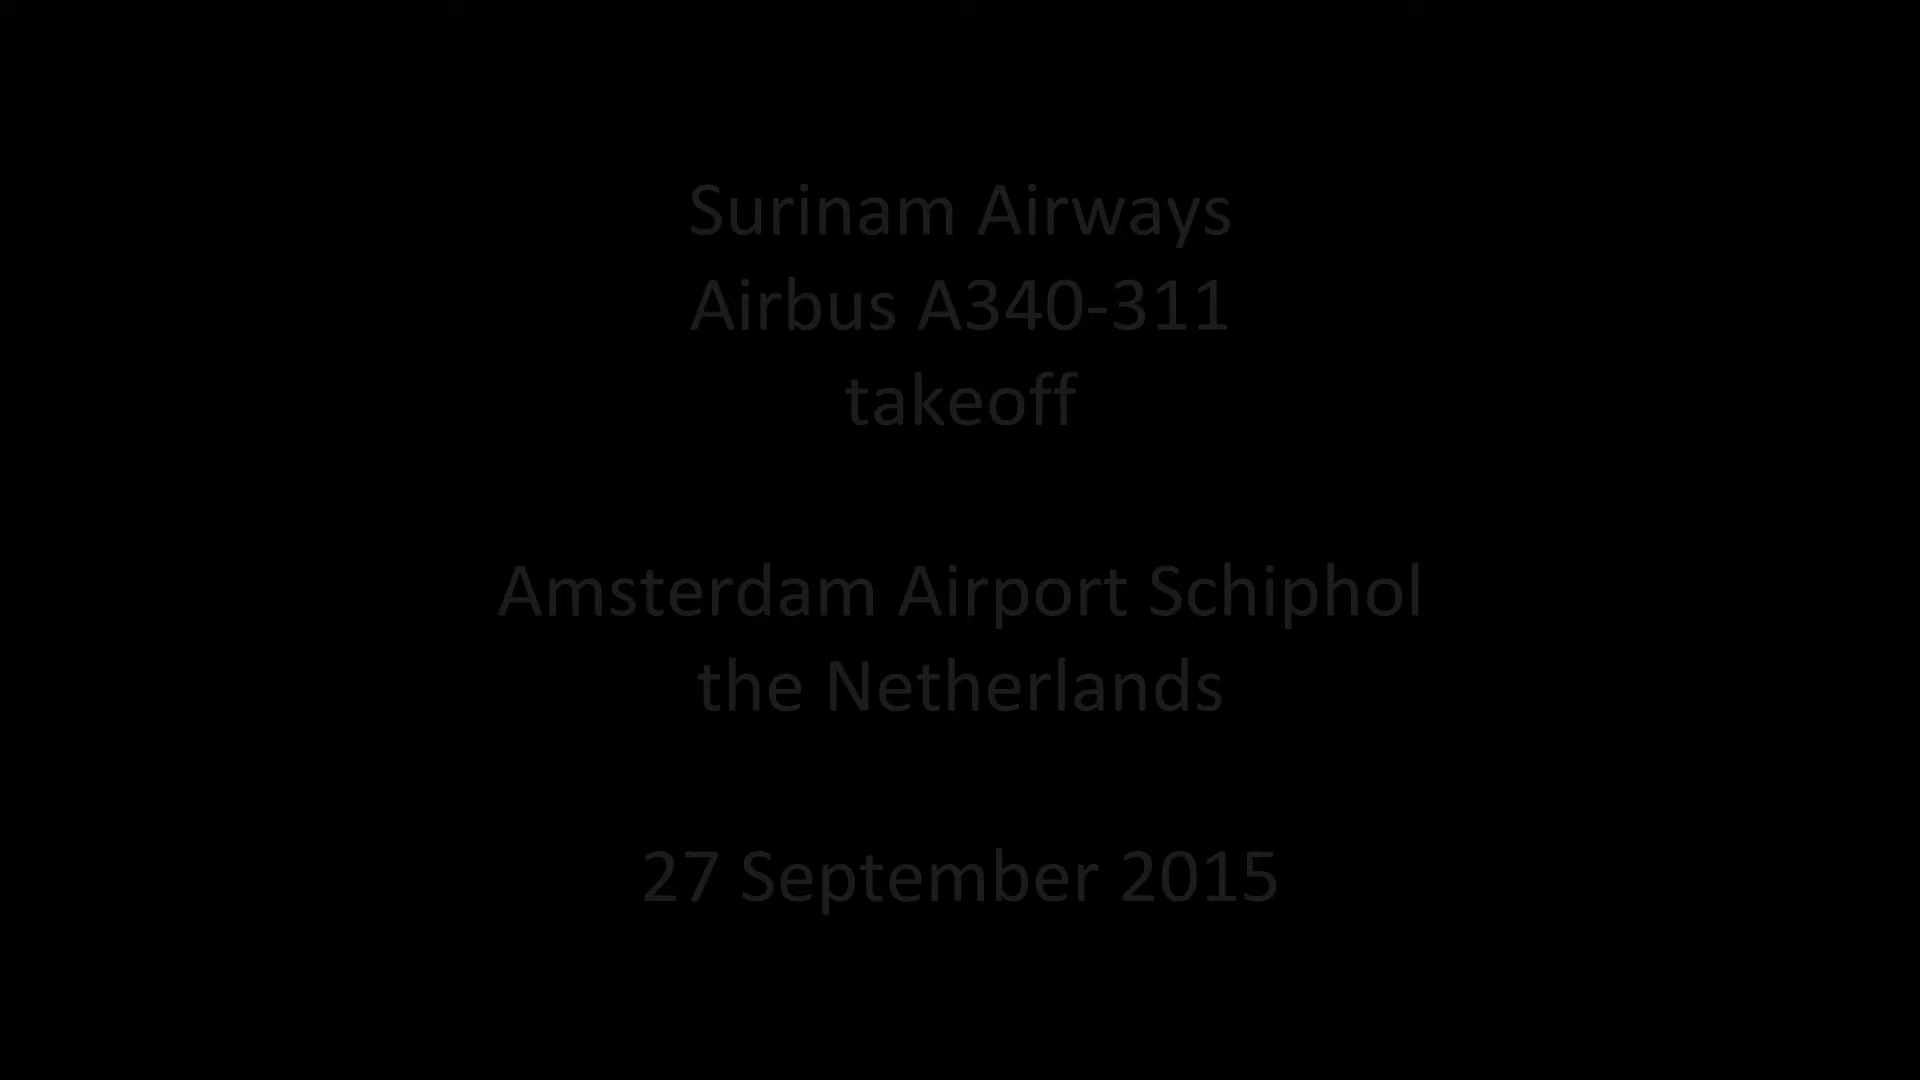 Surinam Airways
Airbus A340-311
takeoff
Amsterdam Airport Schiphol
the Netherlands
27 September 2015